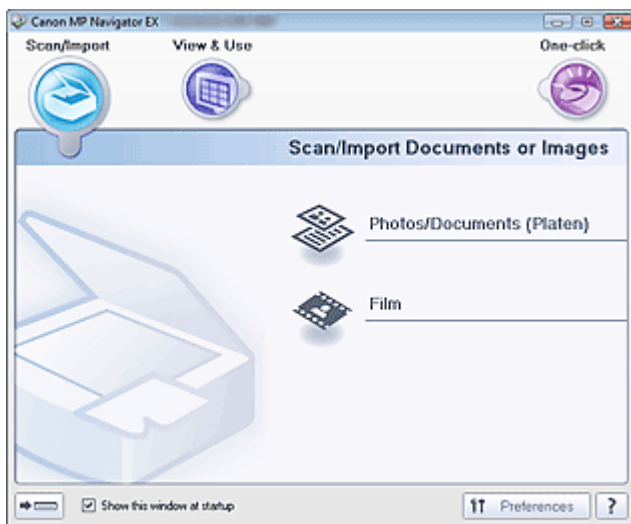 Canon MP Navigator EX
Scan/Import
View & Use
One-click
Scan/Import Documents or Images
Photos/Documents (Platen)
Film
Show this window at startup
Preferences
?